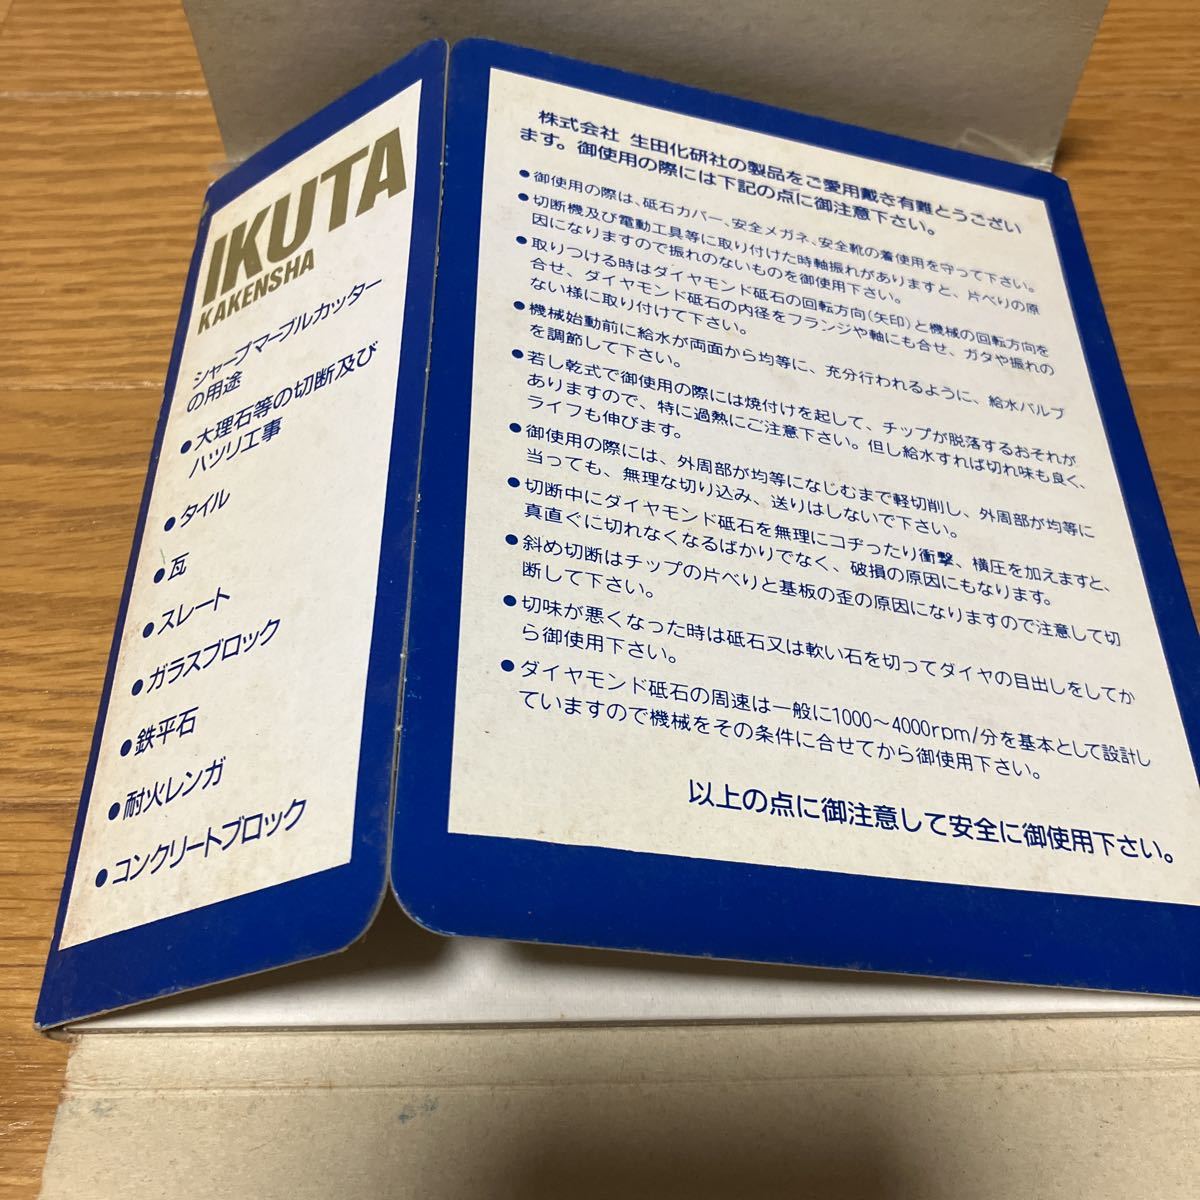 IKUTA
KAKENSHA
シャープマーブルカッター
の用途
●大理石等の切断及び
ハツリ工事
●タイル
●瓦
●スレート
●ガラスブロック
●鉄平石
●耐火レンガ
●コンクリートブロック
株式会社 生田化研社の製品をご愛用戴き有難とうござい
ます。御使用の際には下記の点に御注意下さい。
●御使用の際は、砥石カバー、安全メガネ、安全靴の着使用を守って下さい。
●切断機及び電動工具等に取り付けた時軸振れがありますと、片べりの原
因になりますので振れのないものを御使用下さい。
●取りつける時はダイヤモンド砥石の回転方向(矢印)と機械の回転方向を
合せ、ダイヤモンド砥石の内径をフランジや軸にも合せ、ガタや振れの
ない様に取り付けて下さい。
●機械始動前に給水が両面から均等に、充分行われるように、給水バルブ
を調節して下さい。
●若し乾式で御使用の際には焼付けを起して、チップが脱落するおそれが
ありますので、特に過熱にご注意下さい。但し給水すれば切れ味も良く、
ライフも伸びます。
●御使用の際には、外周部が均等になじむまで軽切削し、外周部が均等に
当っても、無理な切り込み、送りはしないで下さい。
●切断中にダイヤモンド砥石を無理にコヂったり衝撃、横圧を加えますと、
真直ぐに切れなくなるばかりでなく、破損の原因にもなります。
●斜め切断はチップの片べりと基板の歪の原因になりますので注意して切
断して下さい。
●切味が悪くなった時は砥石又は軟い石を切ってダイヤの目出しをしてか
ら御使用下さい。
●ダイヤモンド砥石の周速は一般に1000～4000rpm/分を基本として設計し
ていますので機械をその条件に合せてから御使用下さい。
以上の点に御注意して安全に御使用下さい。